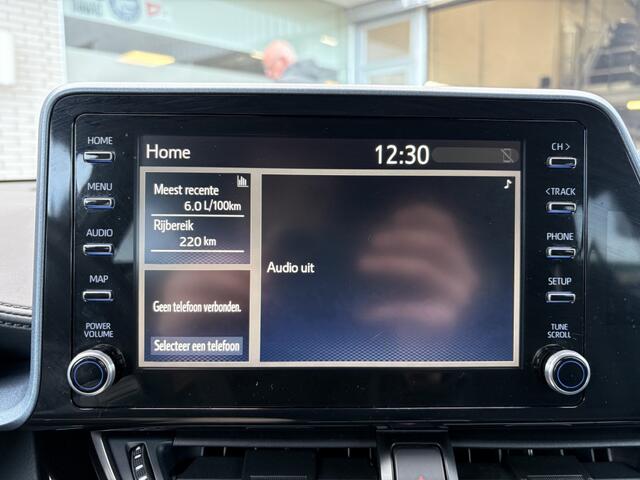 HOME
MENU
AUDIO
MAP
POWER
VOLUME
Home
12:30
Meest recente
6.0 L/100km
Rijbereik
220 km
Geen telefoon verbonden.
Selecteer een telefoon
Audio uit
CH >
<TRACK
PHONE
SETUP
TUNE
SCROLL